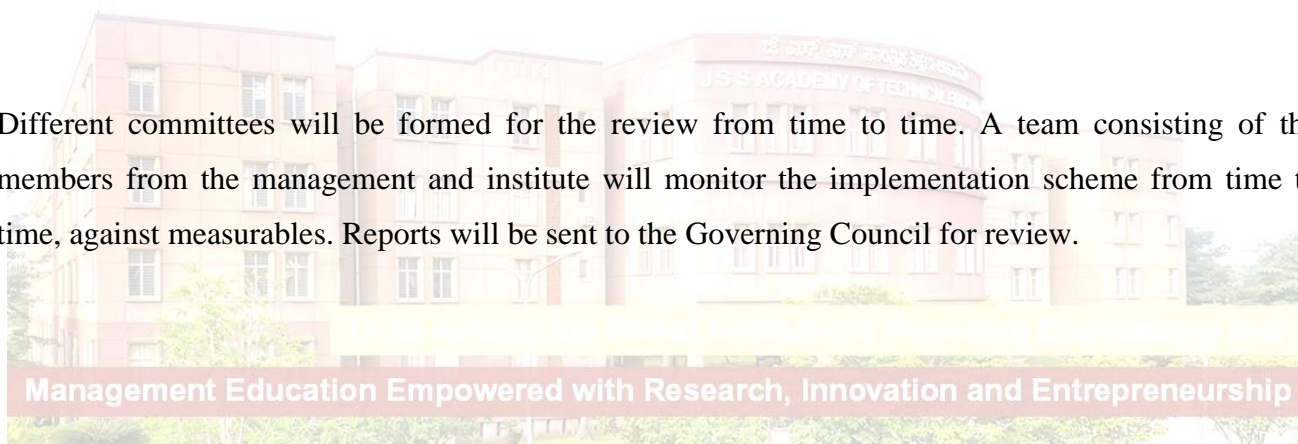 J S S ACADEMY OF TECHNICAL
Different committees will be formed for the review from time to time. A team consisting of th
members from the management and institute will monitor the implementation scheme from time t
time, against measurables. Reports will be sent to the Governing Council for review.
Management Education Empowered with Research, Innovation and Entrepreneurship